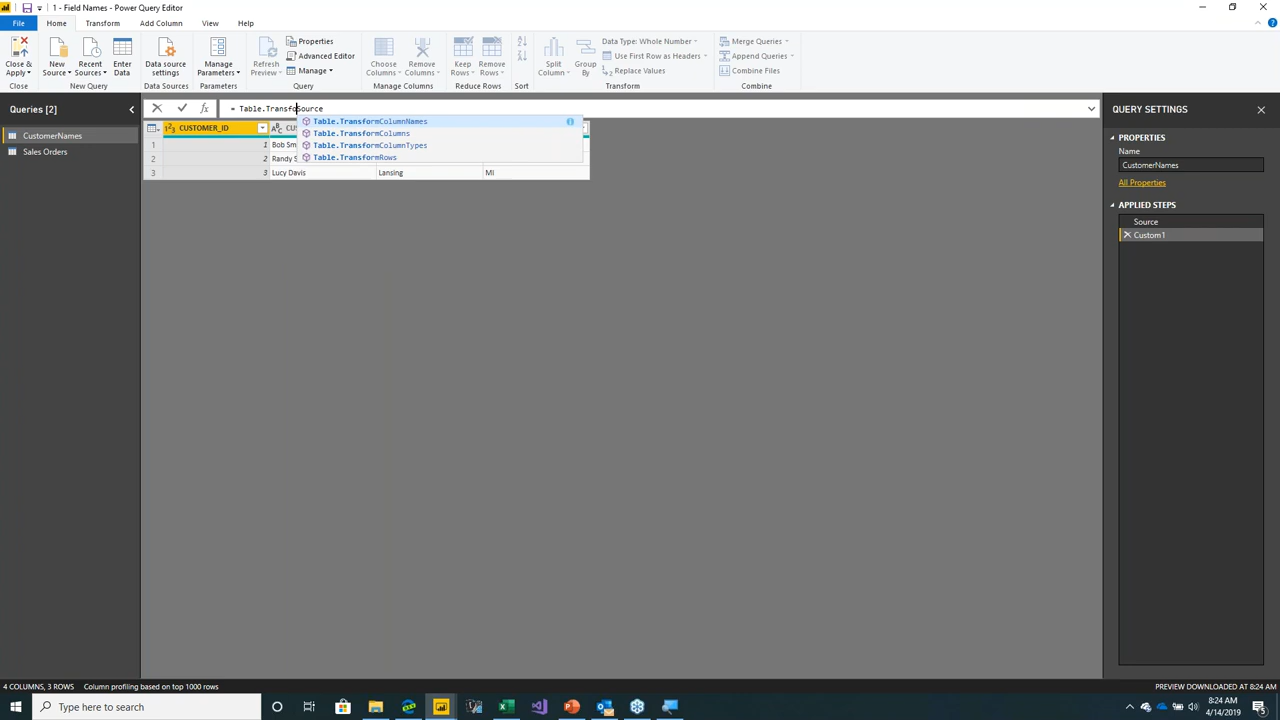 1 - Field Names - Power Query Editor
File Home Transform Add Column View Help
Close & Apply
New Source
Recent Sources
Enter Data
Data source settings
Manage Parameters
Refresh Preview
Properties
Advanced Editor
Manage
Choose Columns
Remove Columns
Keep Rows
Remove Rows
Split Column
Group By
Data Type: Whole Number
Use First Row as Headers
Replace Values
Merge Queries
Append Queries
Combine Files
Close New Query Data Sources Parameters Query Manage Columns Reduce Rows Sort Transform Combine
Queries [2]
CustomerNames
Sales Orders
= Table.TransfoSource
Table.TransformColumnNames
Table.TransformColumns
Table.TransformColumnTypes
Table.TransformRows
CUSTOMER_ID
1 1 Bob Sm
2 2 Randy S
3 3 Lucy Davis Lansing MI
QUERY SETTINGS
PROPERTIES
Name
CustomerNames
All Properties
APPLIED STEPS
Source
Custom1
4 COLUMNS, 3 ROWS Column profiling based on top 1000 rows
PREVIEW DOWNLOADED AT 8:24 AM
Type here to search
8:24 AM
4/14/2019